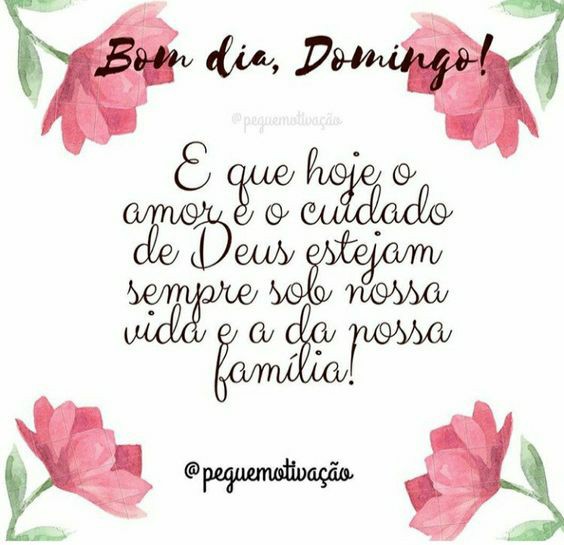 Bom dia, Domingo!
@peguemotivação
E que hoje o
amor e o cuidado
de Deus estejam
sempre sob nossa
vida e a da nossa
família!
@peguemotivação